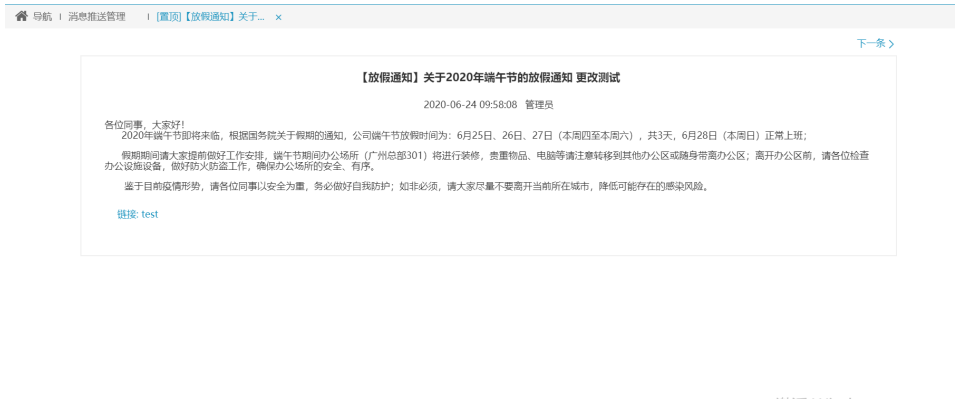 导航 | 消息推送管理 | [置顶]【放假通知】关于... ×
下一条 >
【放假通知】关于2020年端午节的放假通知 更改测试
2020-06-24 09:58:08 管理员
各位同事，大家好!
2020年端午节即将来临，根据国务院关于假期的通知，公司端午节放假时间为：6月25日、26日、27日（本周四至本周六），共3天，6月28日（本周日）正常上班；
假期期间请大家提前做好工作安排，端午节期间办公场所（广州总部301）将进行装修，贵重物品、电脑等请注意转移到其他办公区或随身带离办公区；离开办公区前，请各位检查
办公设施设备，做好防火防盗工作，确保办公场所的安全、有序。
鉴于目前疫情形势，请各位同事以安全为重，务必做好自我防护；如非必须，请大家尽量不要离开当前所在城市，降低可能存在的感染风险。
链接: test